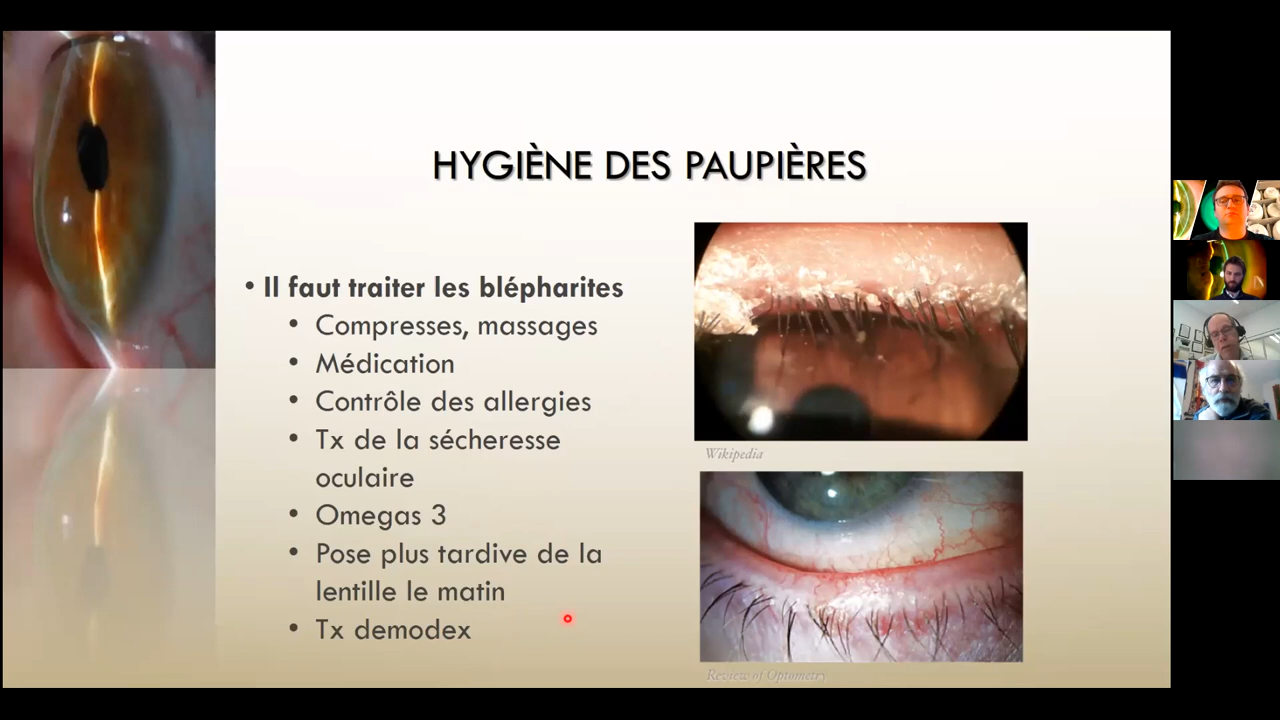 HYGIÈNE DES PAUPIÈRES
• Il faut traiter les blépharites
• Compresses, massages
• Médication
• Contrôle des allergies
• Tx de la sécheresse
oculaire
• Omegas 3
• Pose plus tardive de la
lentille le matin
• Tx demodex
Wikipedia
Review of Optometry